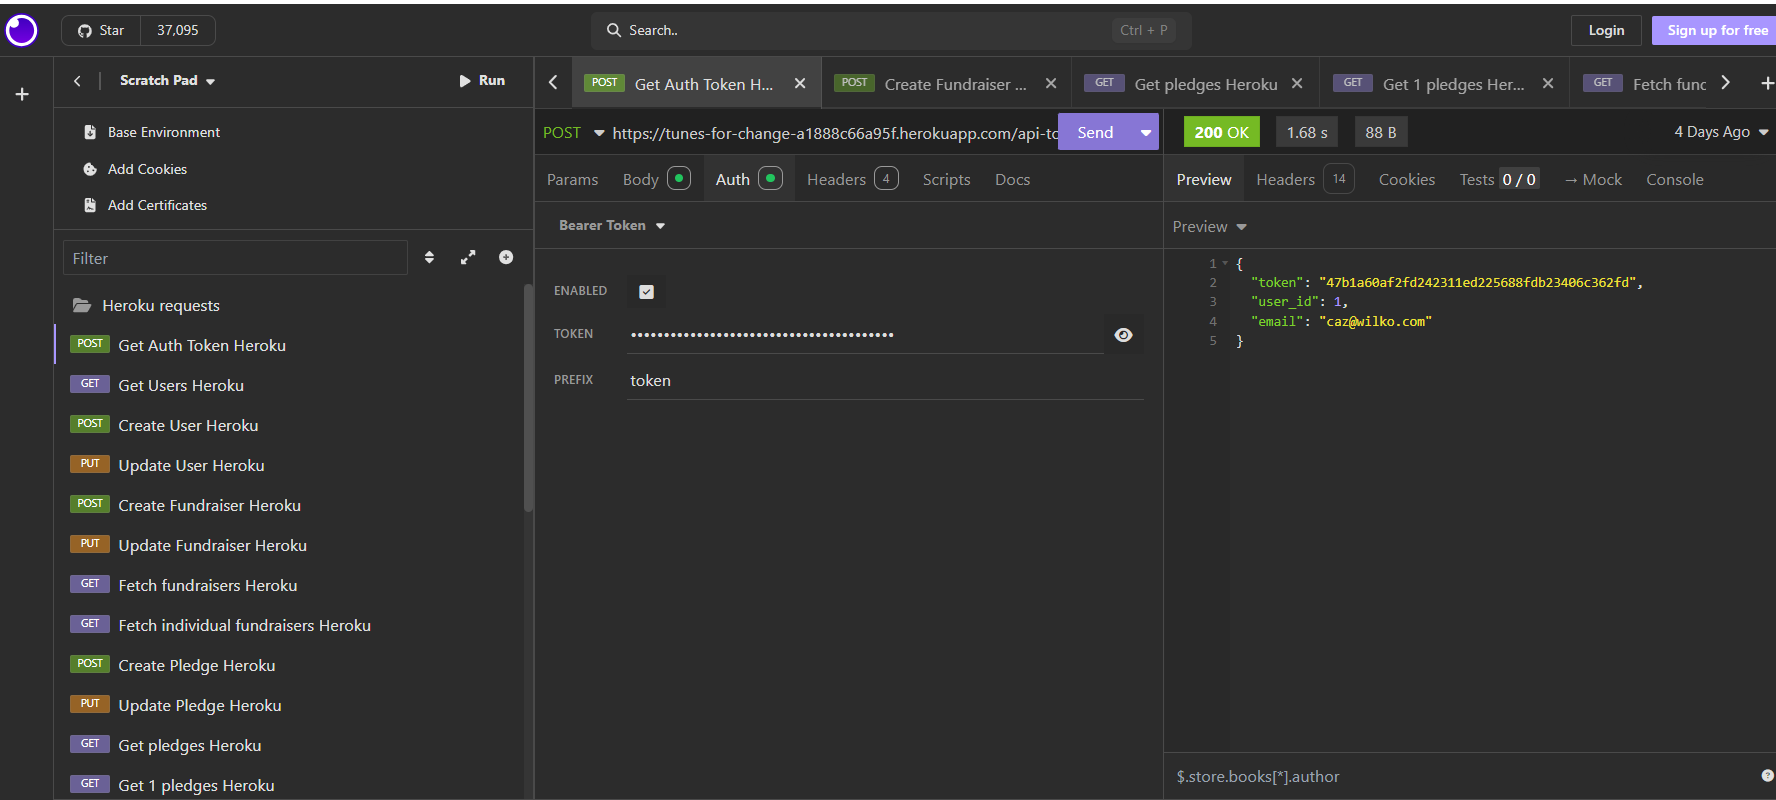 Star 37,095 Search.. Ctrl + P Login Sign up for free
Scratch Pad Run
Base Environment
Add Cookies
Add Certificates
Filter
Heroku requests
POST Get Auth Token Heroku
GET Get Users Heroku
POST Create User Heroku
PUT Update User Heroku
POST Create Fundraiser Heroku
PUT Update Fundraiser Heroku
GET Fetch fundraisers Heroku
GET Fetch individual fundraisers Heroku
POST Create Pledge Heroku
PUT Update Pledge Heroku
GET Get pledges Heroku
GET Get 1 pledges Heroku
POST Get Auth Token H... POST Create Fundraiser ... GET Get pledges Heroku GET Get 1 pledges Her... GET Fetch func
POST https://tunes-for-change-a1888c66a95f.herokuapp.com/api-to Send
Params Body Auth Headers 4 Scripts Docs
Bearer Token
ENABLED
TOKEN ••••••••••••••••••••••••••••••••••••••••
PREFIX token
200 OK 1.68 s 88 B 4 Days Ago
Preview Headers 14 Cookies Tests 0 / 0 → Mock Console
Preview
1 {
2 "token": "47b1a60af2fd242311ed225688fdb23406c362fd",
3 "user_id": 1,
4 "email": "caz@wilko.com"
5 }
$.store.books[*].author